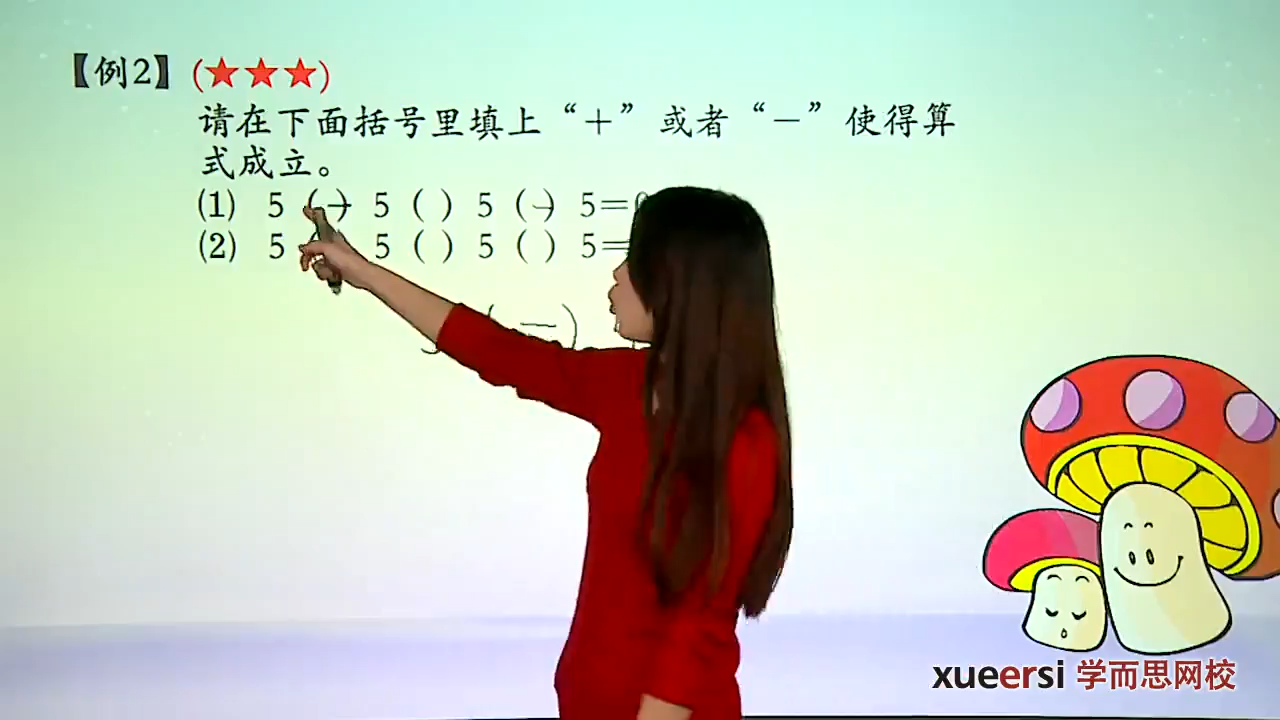 【例2】(★★★)
请在下面括号里填上“＋”或者“－”使得算
式成立。
(1) 5 (－) 5 ( ) 5 (－) 5=
(2) 5 ( ) 5 ( ) 5 ( ) 5=
(－)
xueersi 学而思网校